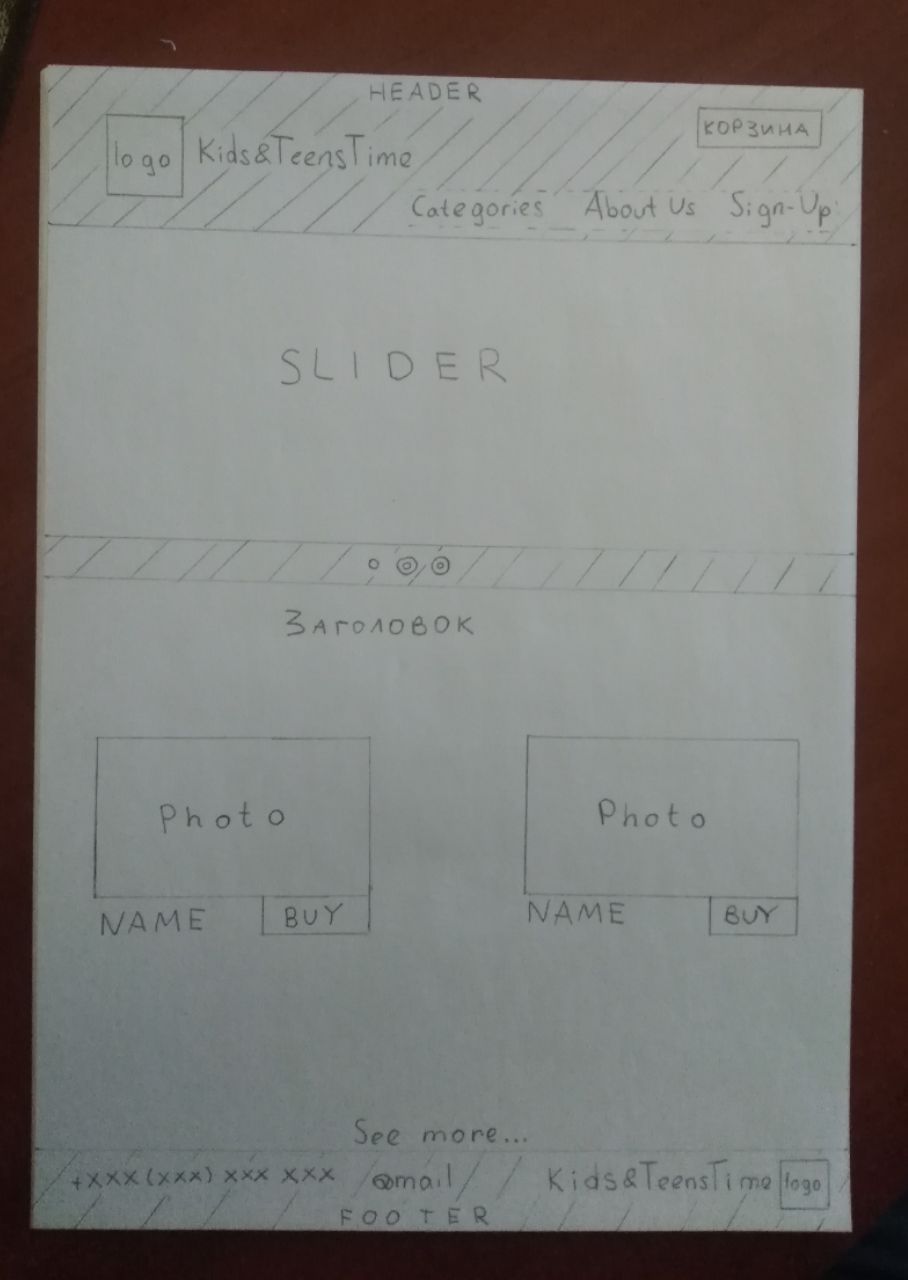 HEADER
logo Kids&TeensTime
КОРЗИНА
Categories About Us Sign-Up
SLIDER
Заголовок
Photo Photo
NAME BUY NAME BUY
See more...
+xxx(xxx) xxx xxx @mail Kids&TeensTime logo
FOOTER